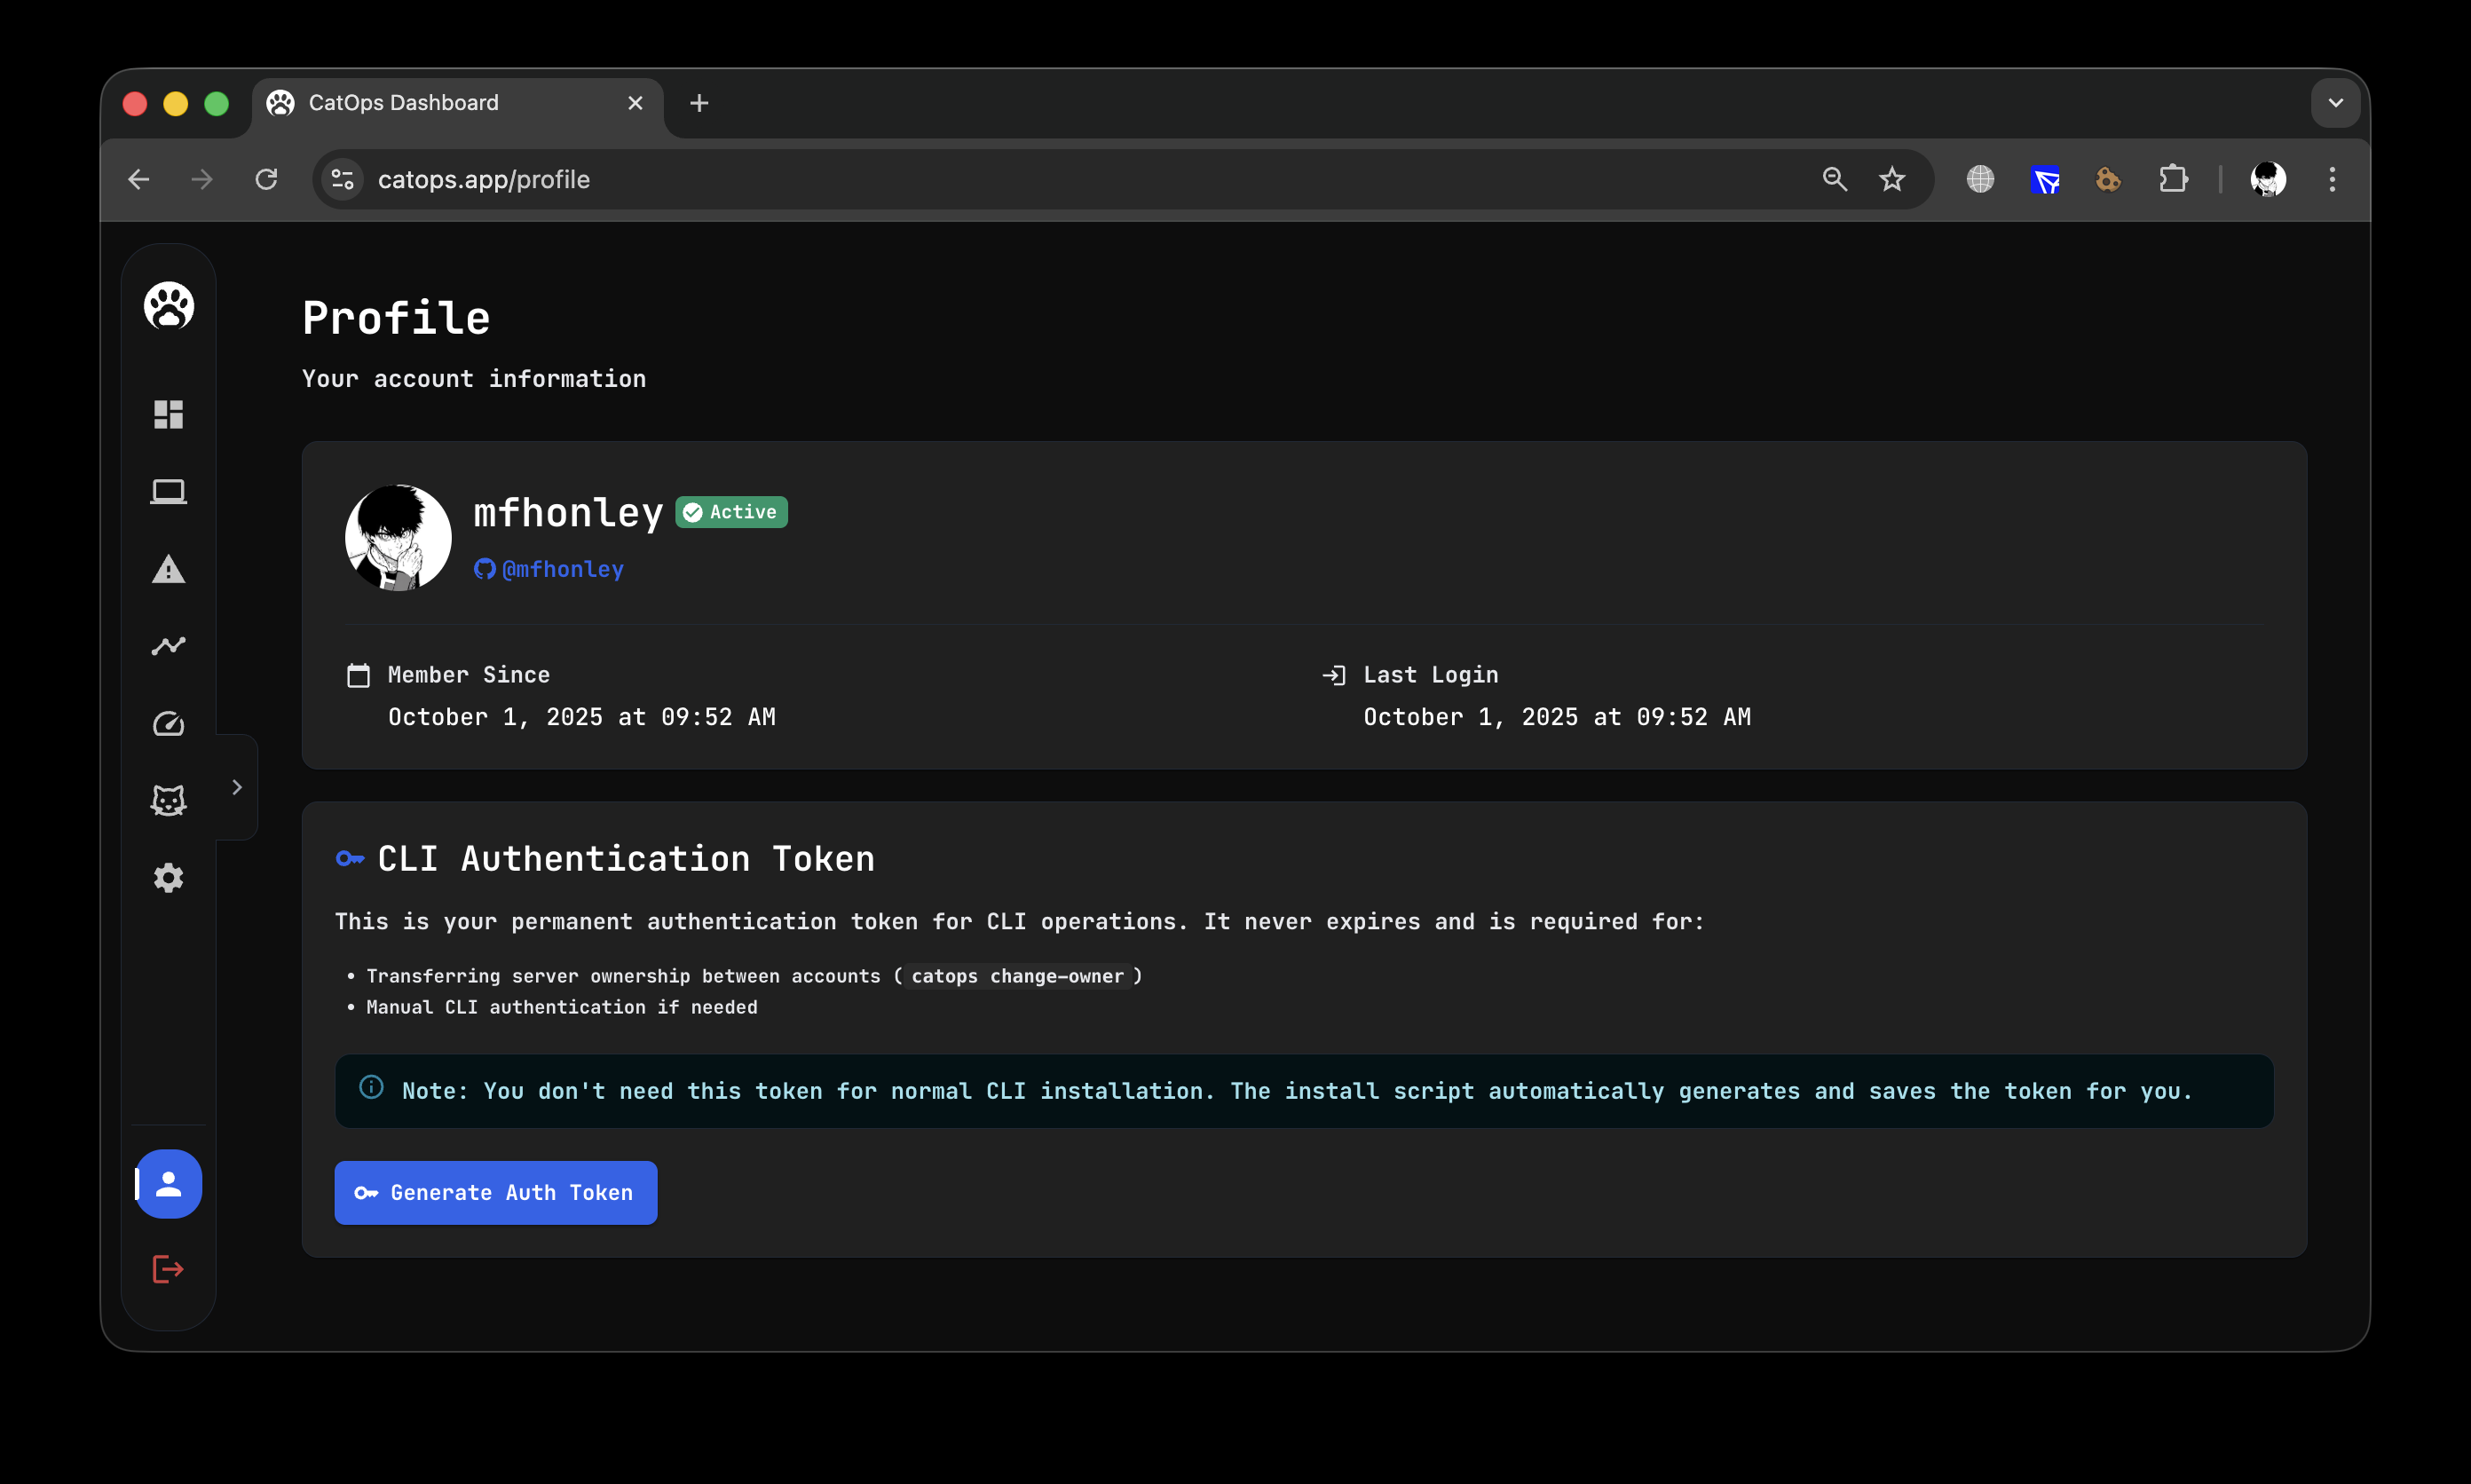 CatOps Dashboard
catops.app/profile
Profile
Your account information
mfhonley Active
@mfhonley
Member Since
October 1, 2025 at 09:52 AM
Last Login
October 1, 2025 at 09:52 AM
CLI Authentication Token
This is your permanent authentication token for CLI operations. It never expires and is required for:
• Transferring server ownership between accounts (catops change-owner)
• Manual CLI authentication if needed
Note: You don't need this token for normal CLI installation. The install script automatically generates and saves the token for you.
Generate Auth Token